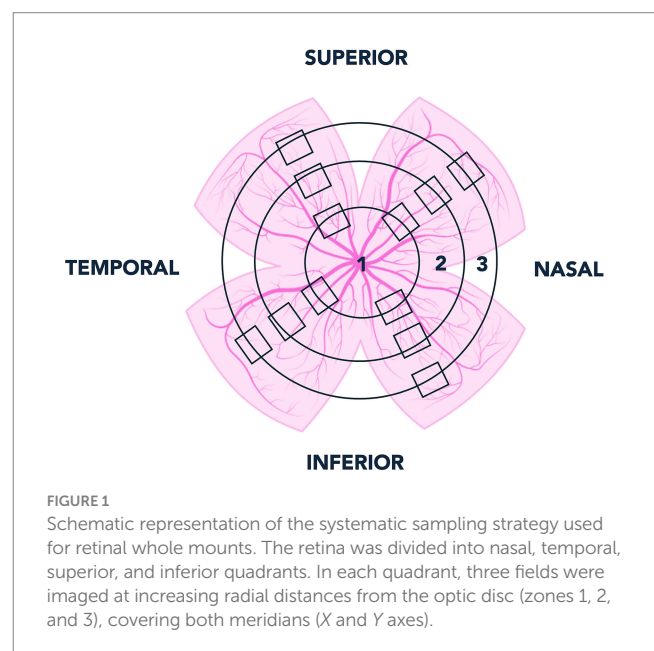 SUPERIOR
TEMPORAL
1
2
3
NASAL
INFERIOR
FIGURE 1
Schematic representation of the systematic sampling strategy used
for retinal whole mounts. The retina was divided into nasal, temporal,
superior, and inferior quadrants. In each quadrant, three fields were
imaged at increasing radial distances from the optic disc (zones 1, 2,
and 3), covering both meridians (X and Y axes).